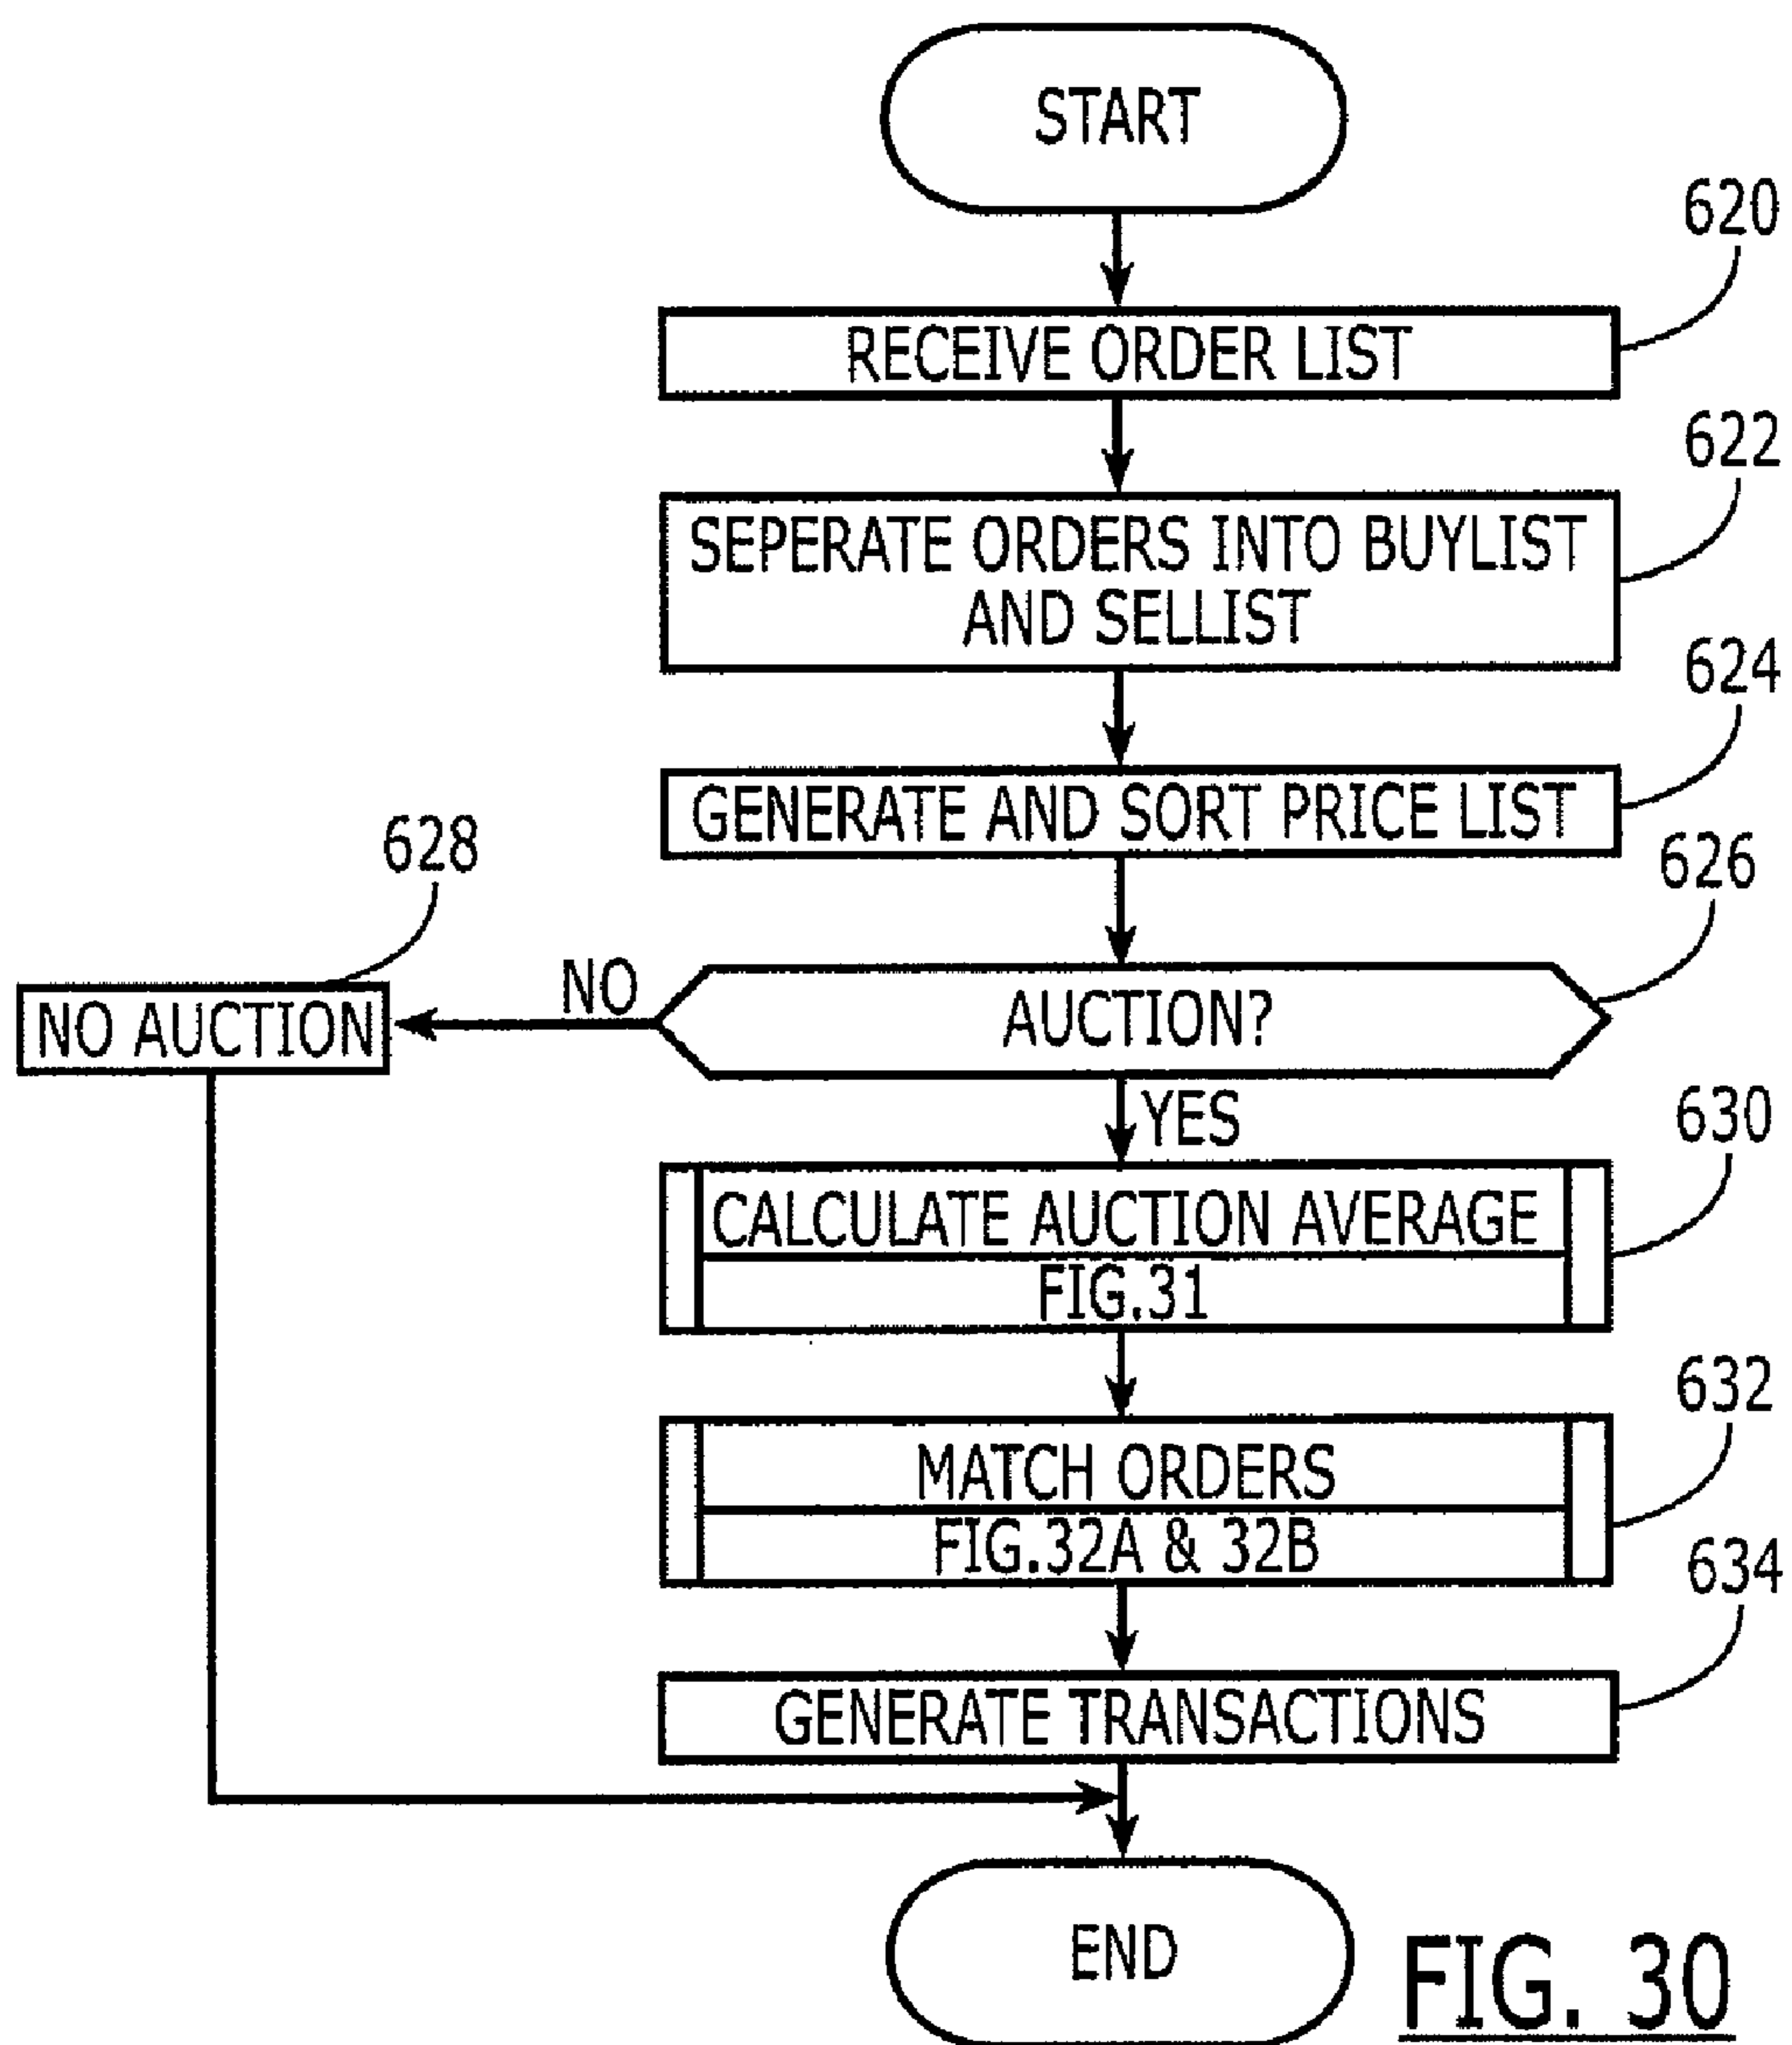 START
620
RECEIVE ORDER LIST
622
SEPERATE ORDERS INTO BUYLIST
AND SELLIST
624
GENERATE AND SORT PRICE LIST
628
626
NO AUCTION
NO
AUCTION?
YES
630
CALCULATE AUCTION AVERAGE
FIG.31
632
MATCH ORDERS
FIG.32A & 32B
634
GENERATE TRANSACTIONS
END
FIG. 30